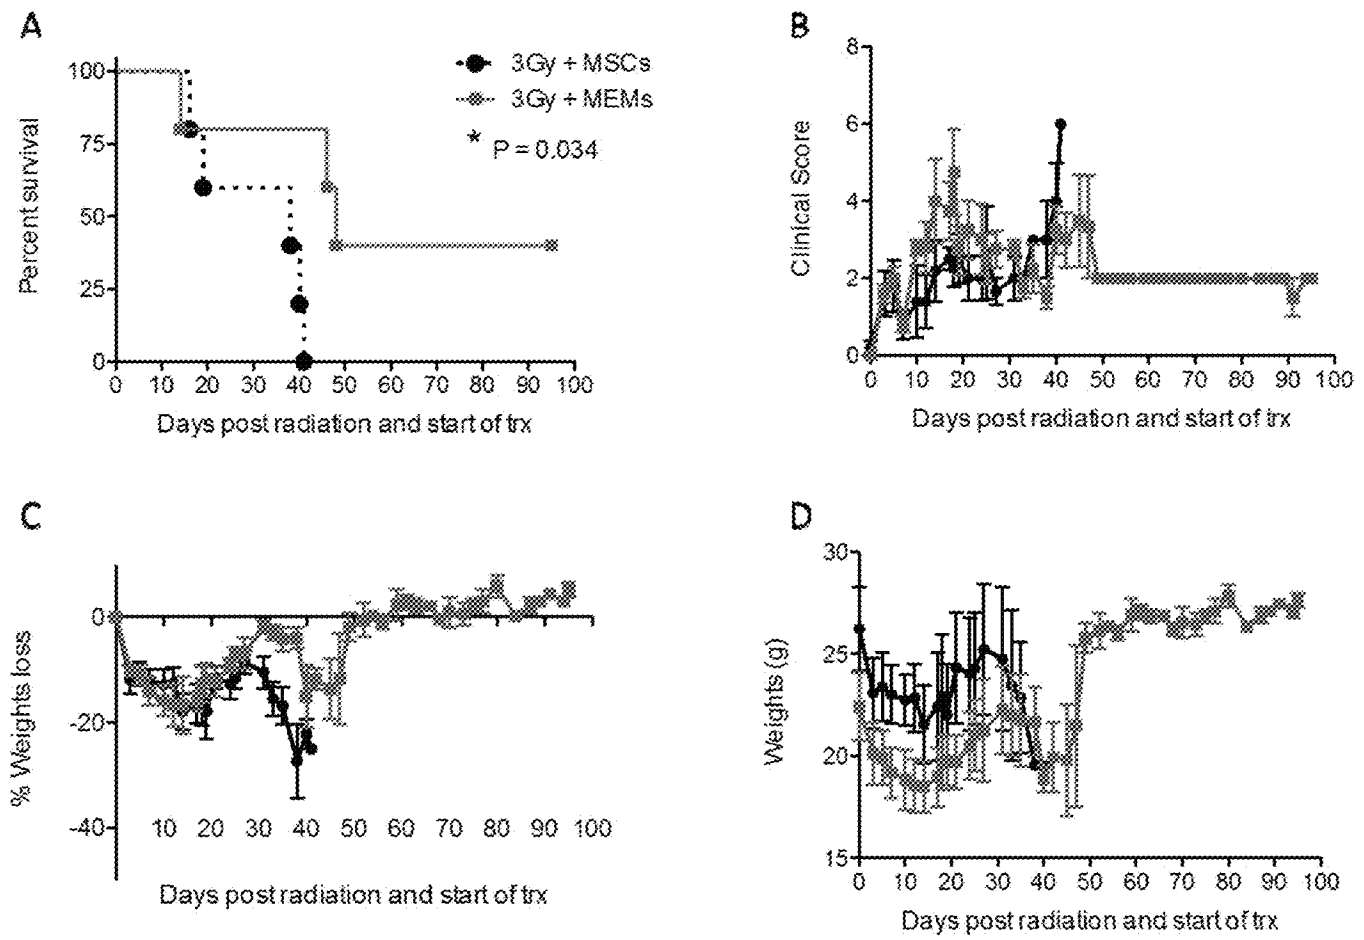 A
3Gy + MSCs
3Gy + MEMs
* P = 0.034
Percent survival
100
75
50
25
0
0 10 20 30 40 50 60 70 80 90 100
Days post radiation and start of trx
B
Clinical Score
8
6
4
2
0
0 10 20 30 40 50 60 70 80 90 100
Days post radiation and start of trx
C
% Weights loss
0
-20
-40
10 20 30 40 50 60 70 80 90 100
Days post radiation and start of trx
D
Weights (g)
30
25
20
15
0 10 20 30 40 50 60 70 80 90 100
Days post radiation and start of trx